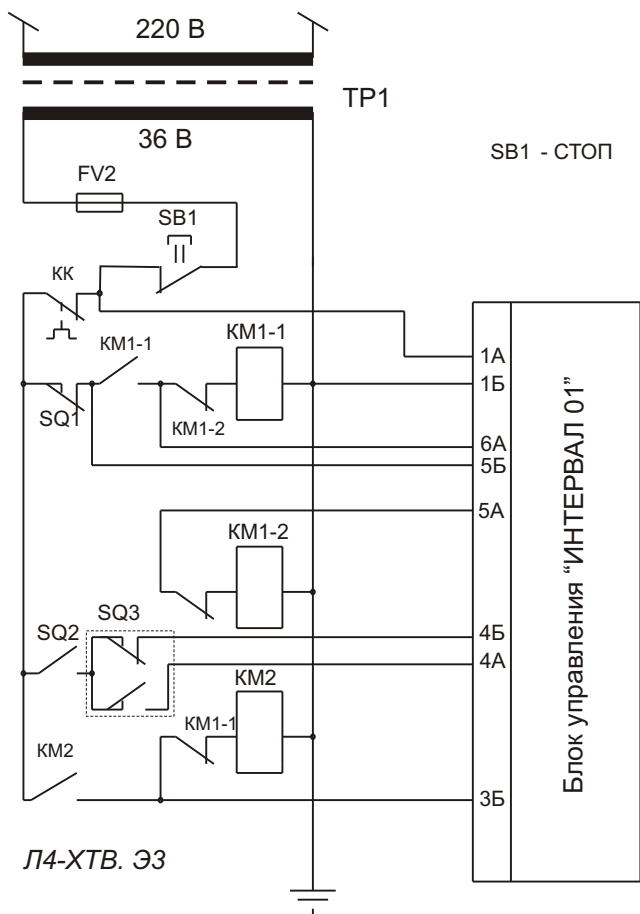 220 В
ТР1
36 В
SB1 - СТОП
FV2
SB1
КК
КМ1-1
КМ1-1
1А
1Б
SQ1
КМ1-2
6А
5Б
5А
КМ1-2
SQ3
SQ2
4Б
4А
КМ2
КМ1-1
КМ2
3Б
Блок управления “ИНТЕРВАЛ 01”
Л4-ХТВ. ЭЗ